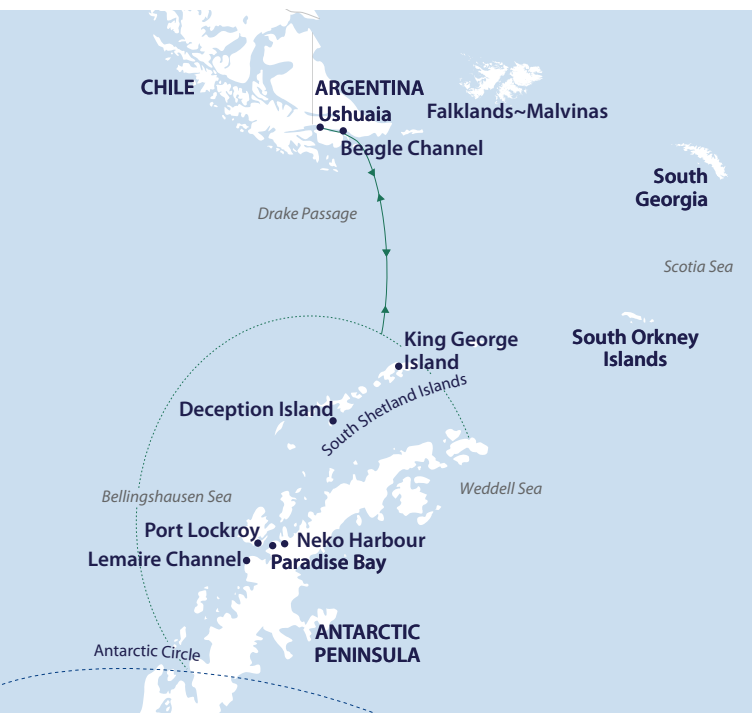 CHILE
ARGENTINA
Ushuaia
Falklands~Malvinas
Beagle Channel
South
Georgia
Drake Passage
Scotia Sea
King George
Island
South Orkney
Islands
Deception Island
South Shetland Islands
Bellingshausen Sea
Weddell Sea
Port Lockroy
Neko Harbour
Lemaire Channel
Paradise Bay
ANTARCTIC
PENINSULA
Antarctic Circle